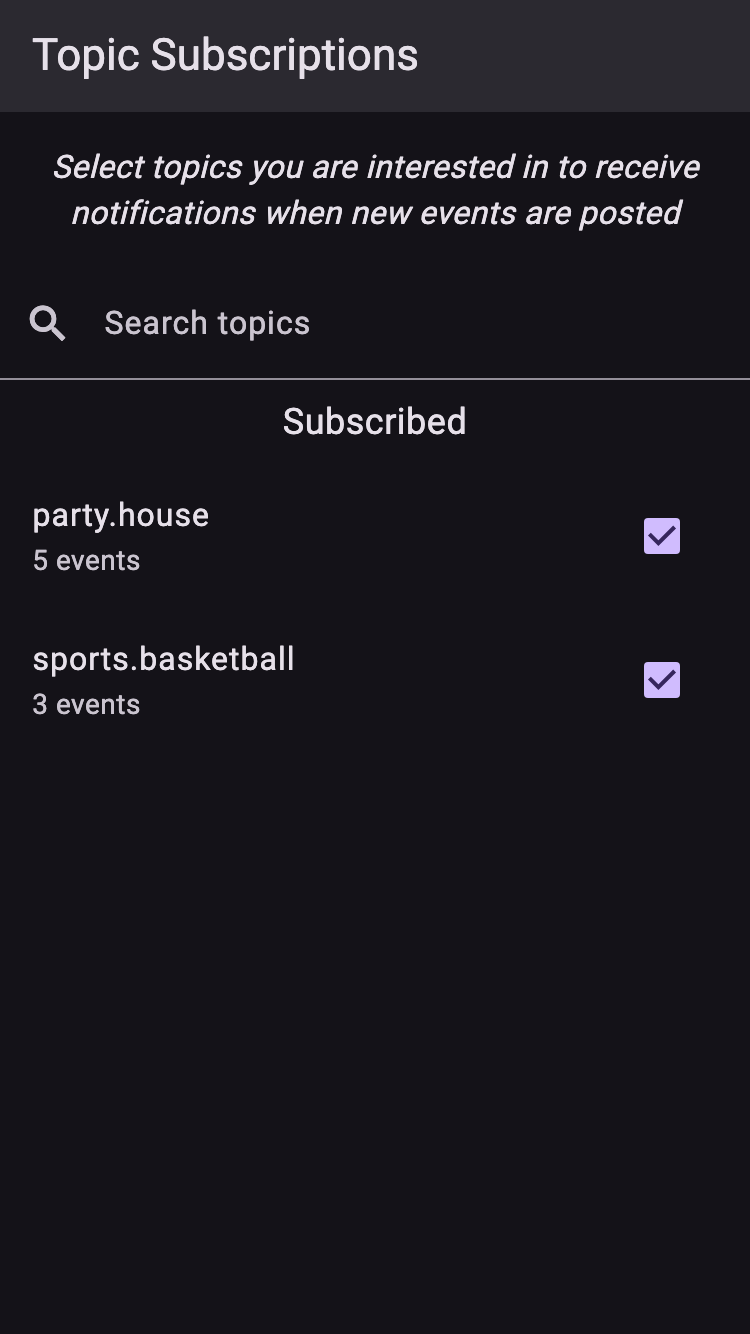 Topic Subscriptions
Select topics you are interested in to receive
notifications when new events are posted
Search topics
Subscribed
party.house
5 events
sports.basketball
3 events